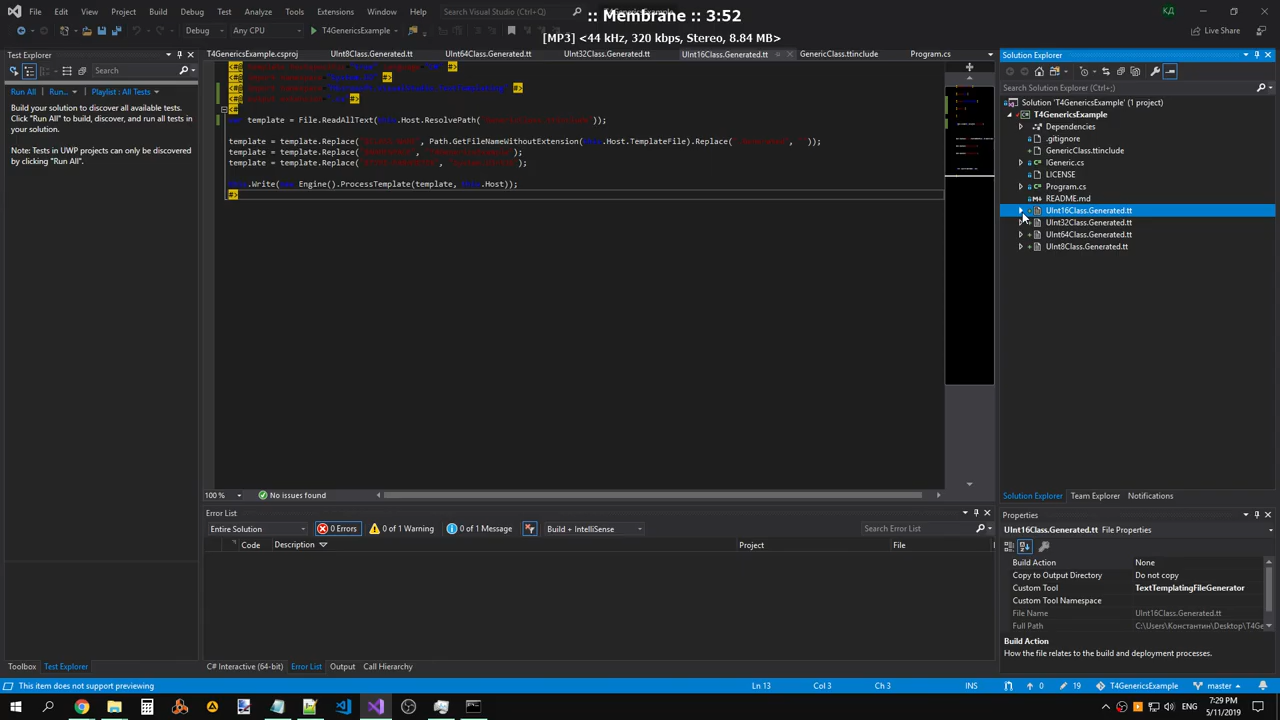 :: Membrane :: 3:52
[MP3] <44 kHz, 320 kbps, Stereo, 8.84 MB>
File Edit View Project Build Debug Test Analyze Tools Extensions Window Help Search Visual Studio (Ctrl+Q)
КД
Debug Any CPU T4GenericsExample Live Share
Test Explorer
Search
Run All Run... Playlist : All Tests
Build your solution to discover all available tests.
Click "Run All" to build, discover, and run all tests in
your solution.
Note: Tests in UWP projects can only be discovered
by clicking "Run All".
T4GenericsExample.csproj UInt8Class.Generated.tt UInt64Class.Generated.tt UInt32Class.Generated.tt UInt16Class.Generated.tt GenericClass.ttinclude Program.cs
<#@ #>
<#@ #>
<#@ #>
<#@ #>
<#
template = File.ReadAllText( .Host.ResolvePath( ));
template = template.Replace( , Path.GetFileNameWithoutExtension( .Host.TemplateFile).Replace( , ));
template = template.Replace( , );
template = template.Replace( , );
.Write( Engine().ProcessTemplate(template, .Host));
#>
100 % No issues found
Solution Explorer
Search Solution Explorer (Ctrl+;)
Solution 'T4GenericsExample' (1 project)
T4GenericsExample
Dependencies
.gitignore
GenericClass.ttinclude
IGeneric.cs
LICENSE
Program.cs
README.md
UInt16Class.Generated.tt
UInt32Class.Generated.tt
UInt64Class.Generated.tt
UInt8Class.Generated.tt
Solution Explorer Team Explorer Notifications
Error List
Entire Solution 0 Errors 0 of 1 Warning 0 of 1 Message Build + IntelliSense Search Error List
Code Description Project File
Properties
UInt16Class.Generated.tt File Properties
Build Action None
Copy to Output Directory Do not copy
Custom Tool TextTemplatingFileGenerator
Custom Tool Namespace
File Name UInt16Class.Generated.tt
Full Path C:\Users\Константин\Desktop\T4Ge
Build Action
How the file relates to the build and deployment processes.
Toolbox Test Explorer
C# Interactive (64-bit) Error List Output Call Hierarchy
This item does not support previewing Ln 13 Col 3 Ch 3 INS 0 19 T4GenericsExample master
ENG 7:29 PM
5/11/2019